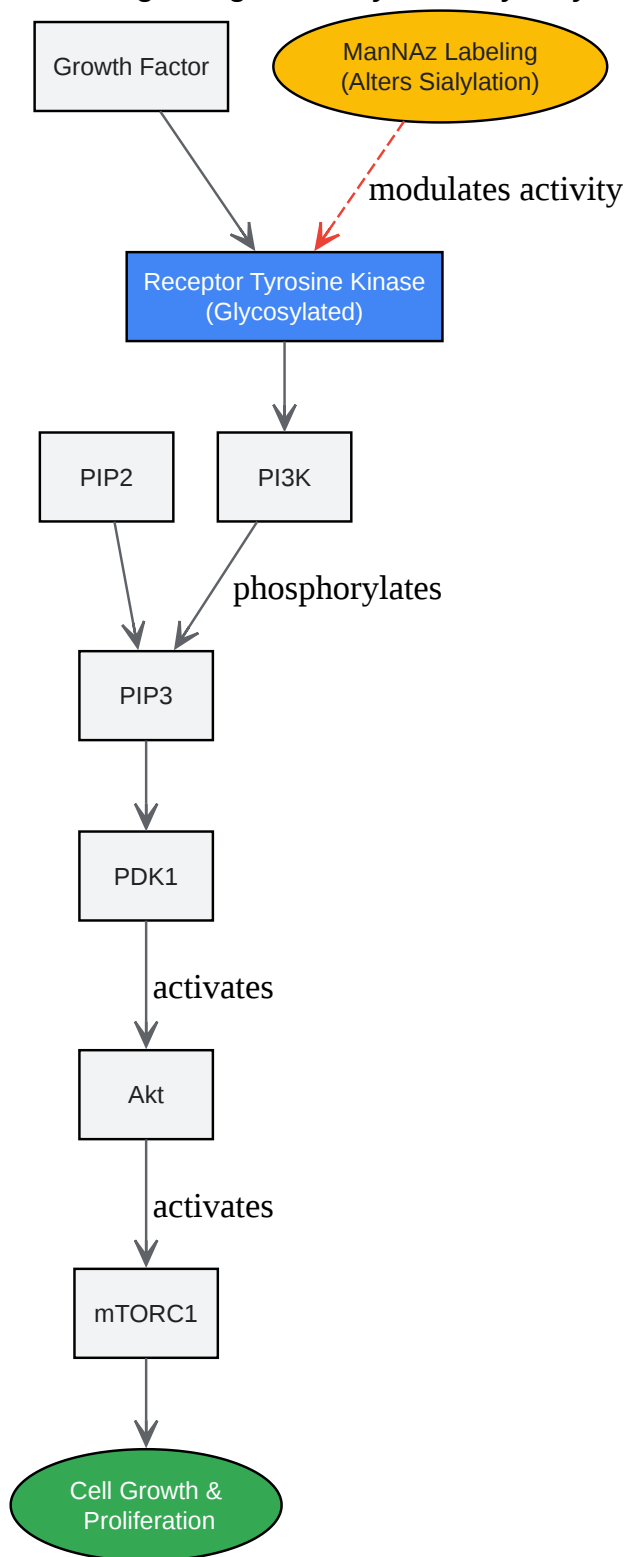 Growth Factor
ManNAz Labeling
(Alters Sialylation)
modulates activity
Receptor Tyrosine Kinase
(Glycosylated)
PIP2
PI3K
phosphorylates
PIP3
PDK1
activates
Akt
activates
mTORC1
Cell Growth &
Proliferation